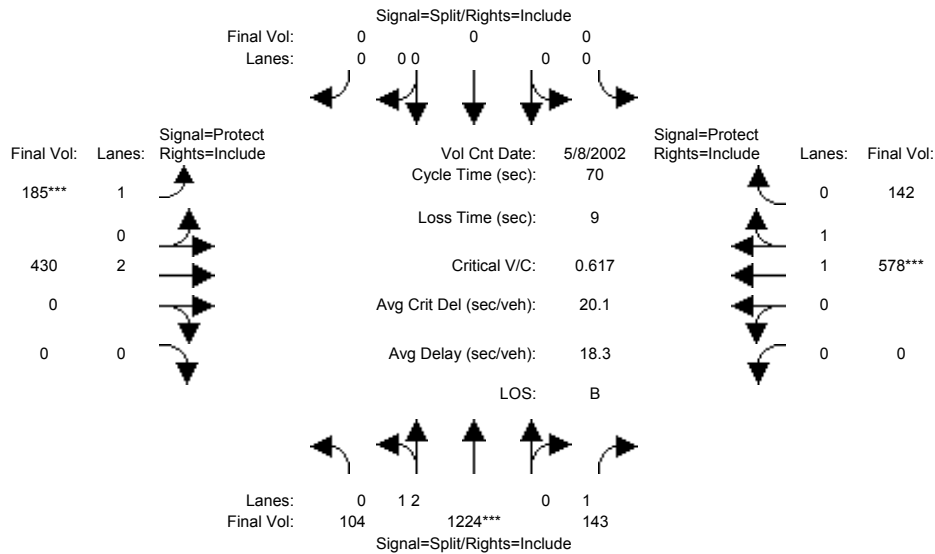 Signal=Split/Rights=Include
Final Vol: 0 0 0
Lanes: 0 0 0 0 0
Signal=Protect Signal=Protect
Final Vol: Lanes: Rights=Include Vol Cnt Date: 5/8/2002 Rights=Include Lanes: Final Vol:
Cycle Time (sec): 70
185*** 1 0 142
Loss Time (sec): 9
0 1
430 2 Critical V/C: 0.617 1 578***
0 Avg Crit Del (sec/veh): 20.1 0
0 0 Avg Delay (sec/veh): 18.3 0 0
LOS: B
Lanes: 0 1 2 0 1
Final Vol: 104 1224*** 143
Signal=Split/Rights=Include